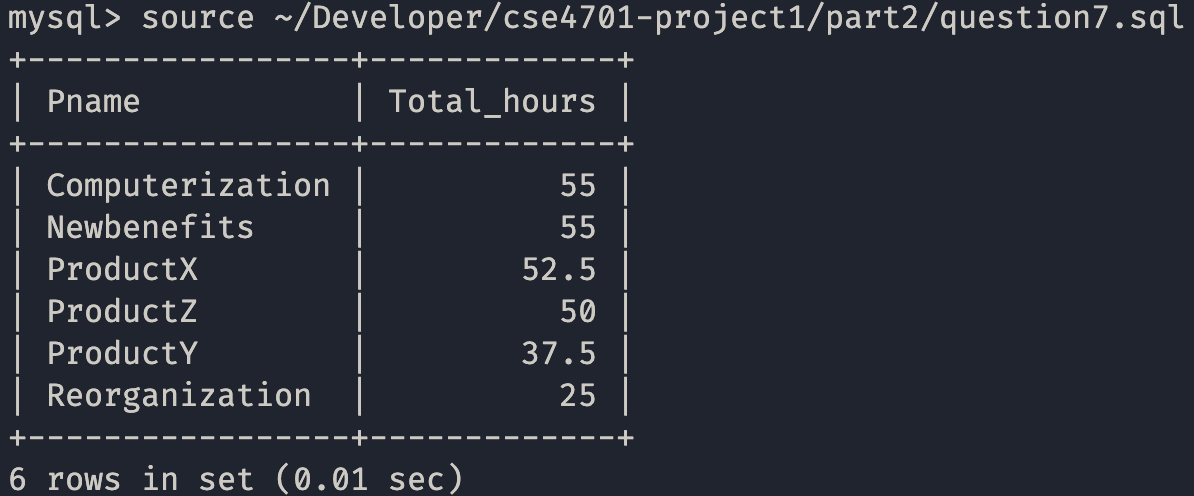 mysql> source ~/Developer/cse4701-project1/part2/question7.sql
+-----------------+-------------+
| Pname           | Total_hours |
+-----------------+-------------+
| Computerization |          55 |
| Newbenefits     |          55 |
| ProductX        |        52.5 |
| ProductZ        |          50 |
| ProductY        |        37.5 |
| Reorganization  |          25 |
+-----------------+-------------+
6 rows in set (0.01 sec)